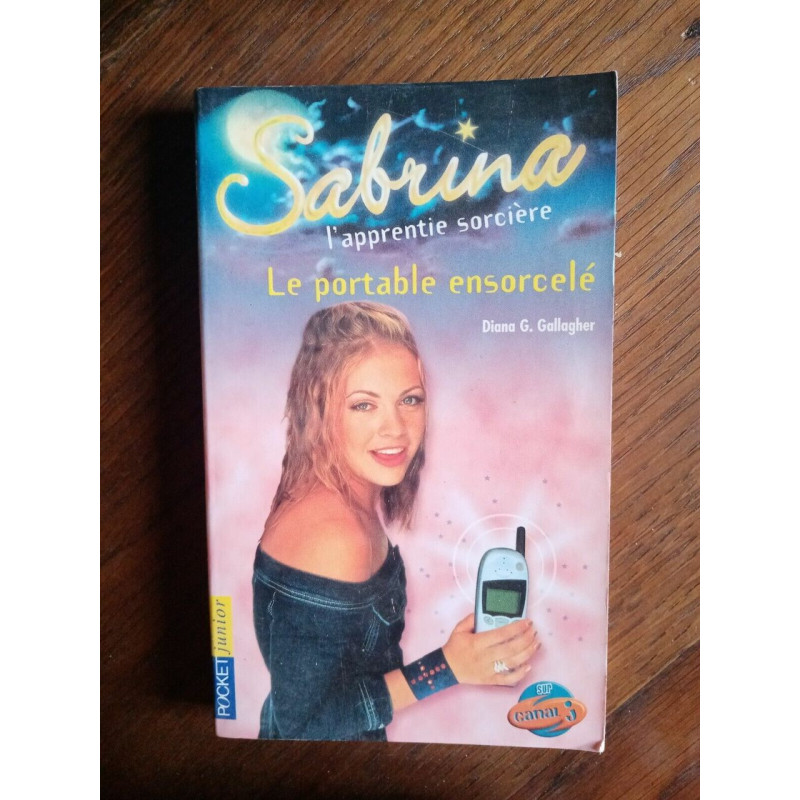 Sabrina
l'apprentie sorcière
Le portable ensorcelé
Diana G. Gallagher
POCKET junior
sur
CANAL J